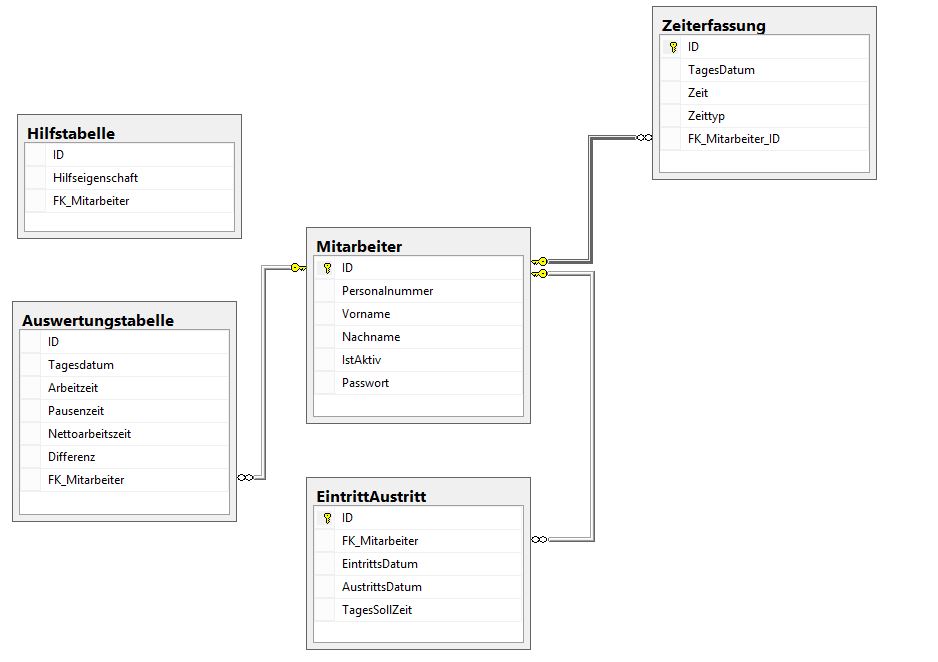 Zeiterfassung
ID
TagesDatum
Zeit
Zeittyp
FK_Mitarbeiter_ID
Hilfstabelle
ID
Hilfseigenschaft
FK_Mitarbeiter
Mitarbeiter
ID
Personalnummer
Vorname
Nachname
IstAktiv
Passwort
Auswertungstabelle
ID
Tagesdatum
Arbeitzeit
Pausenzeit
Nettoarbeitszeit
Differenz
FK_Mitarbeiter
EintrittAustritt
ID
FK_Mitarbeiter
EintrittsDatum
AustrittsDatum
TagesSollZeit